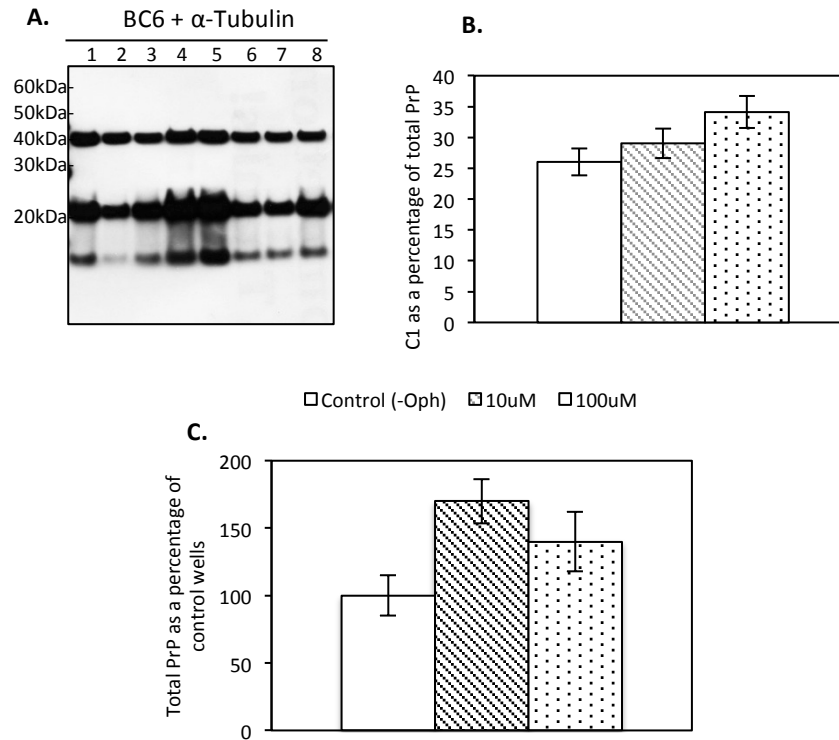 A.
BC6 + α-Tubulin
1 2 3 4 5 6 7 8
60kDa
50kDa
40kDa
30kDa
20kDa
B.
C1 as a percentage of total PrP
40
35
30
25
20
15
10
5
0
Control (-Oph) 10uM 100uM
C.
Total PrP as a percentage of
control wells
200
150
100
50
0